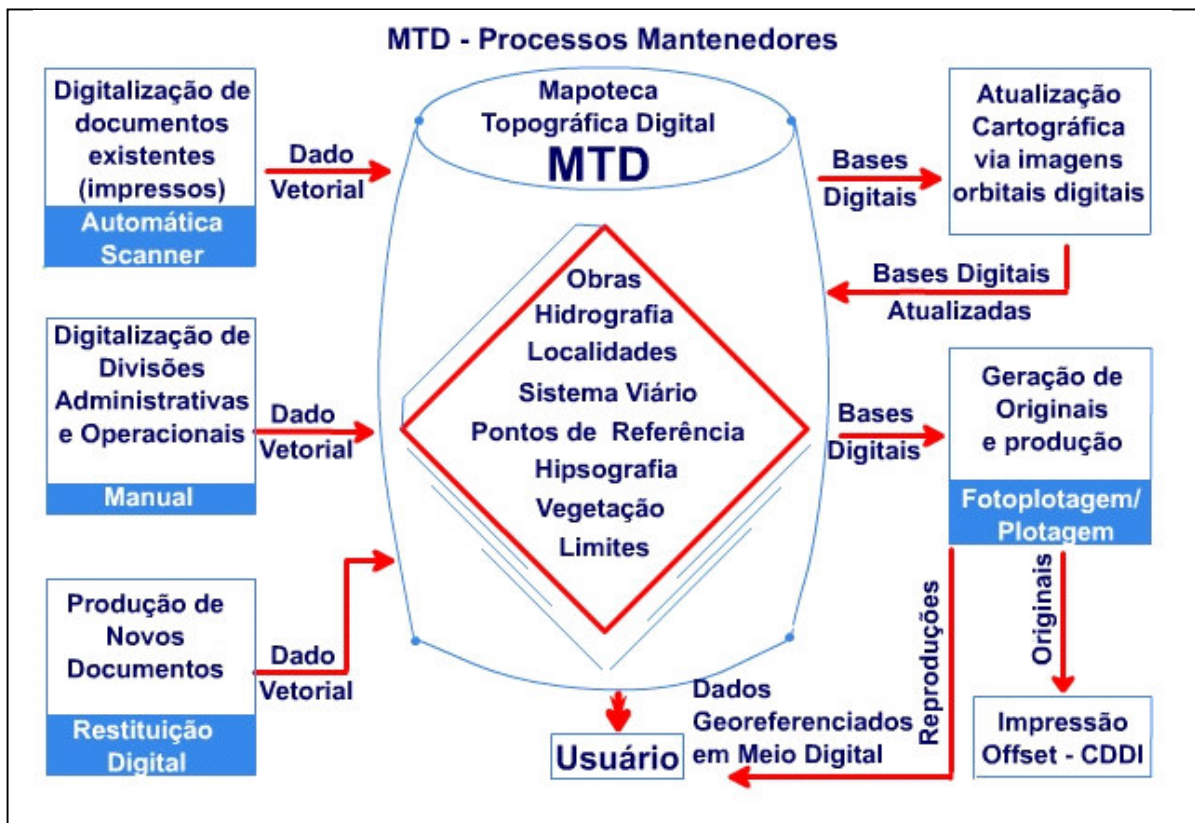 MTD - Processos Mantenedores
Digitalização de
documentos
existentes
(impressos)
Automática
Scanner
Dado
Vetorial
Digitalização de
Divisões
Administrativas
e Operacionais
Manual
Dado
Vetorial
Produção de
Novos
Documentos
Restituição
Digital
Dado
Vetorial
Mapoteca
Topográfica Digital
MTD
Obras
Hidrografia
Localidades
Sistema Viário
Pontos de Referência
Hipsografia
Vegetação
Limites
Bases
Digitais
Atualização
Cartográfica
via imagens
orbitais digitais
Bases Digitais
Atualizadas
Bases
Digitais
Geração de
Originais
e produção
Fotoplotagem/
Plotagem
Reproduções
Originais
Impressão
Offset - CDDI
Dados
Georeferenciados
em Meio Digital
Usuário